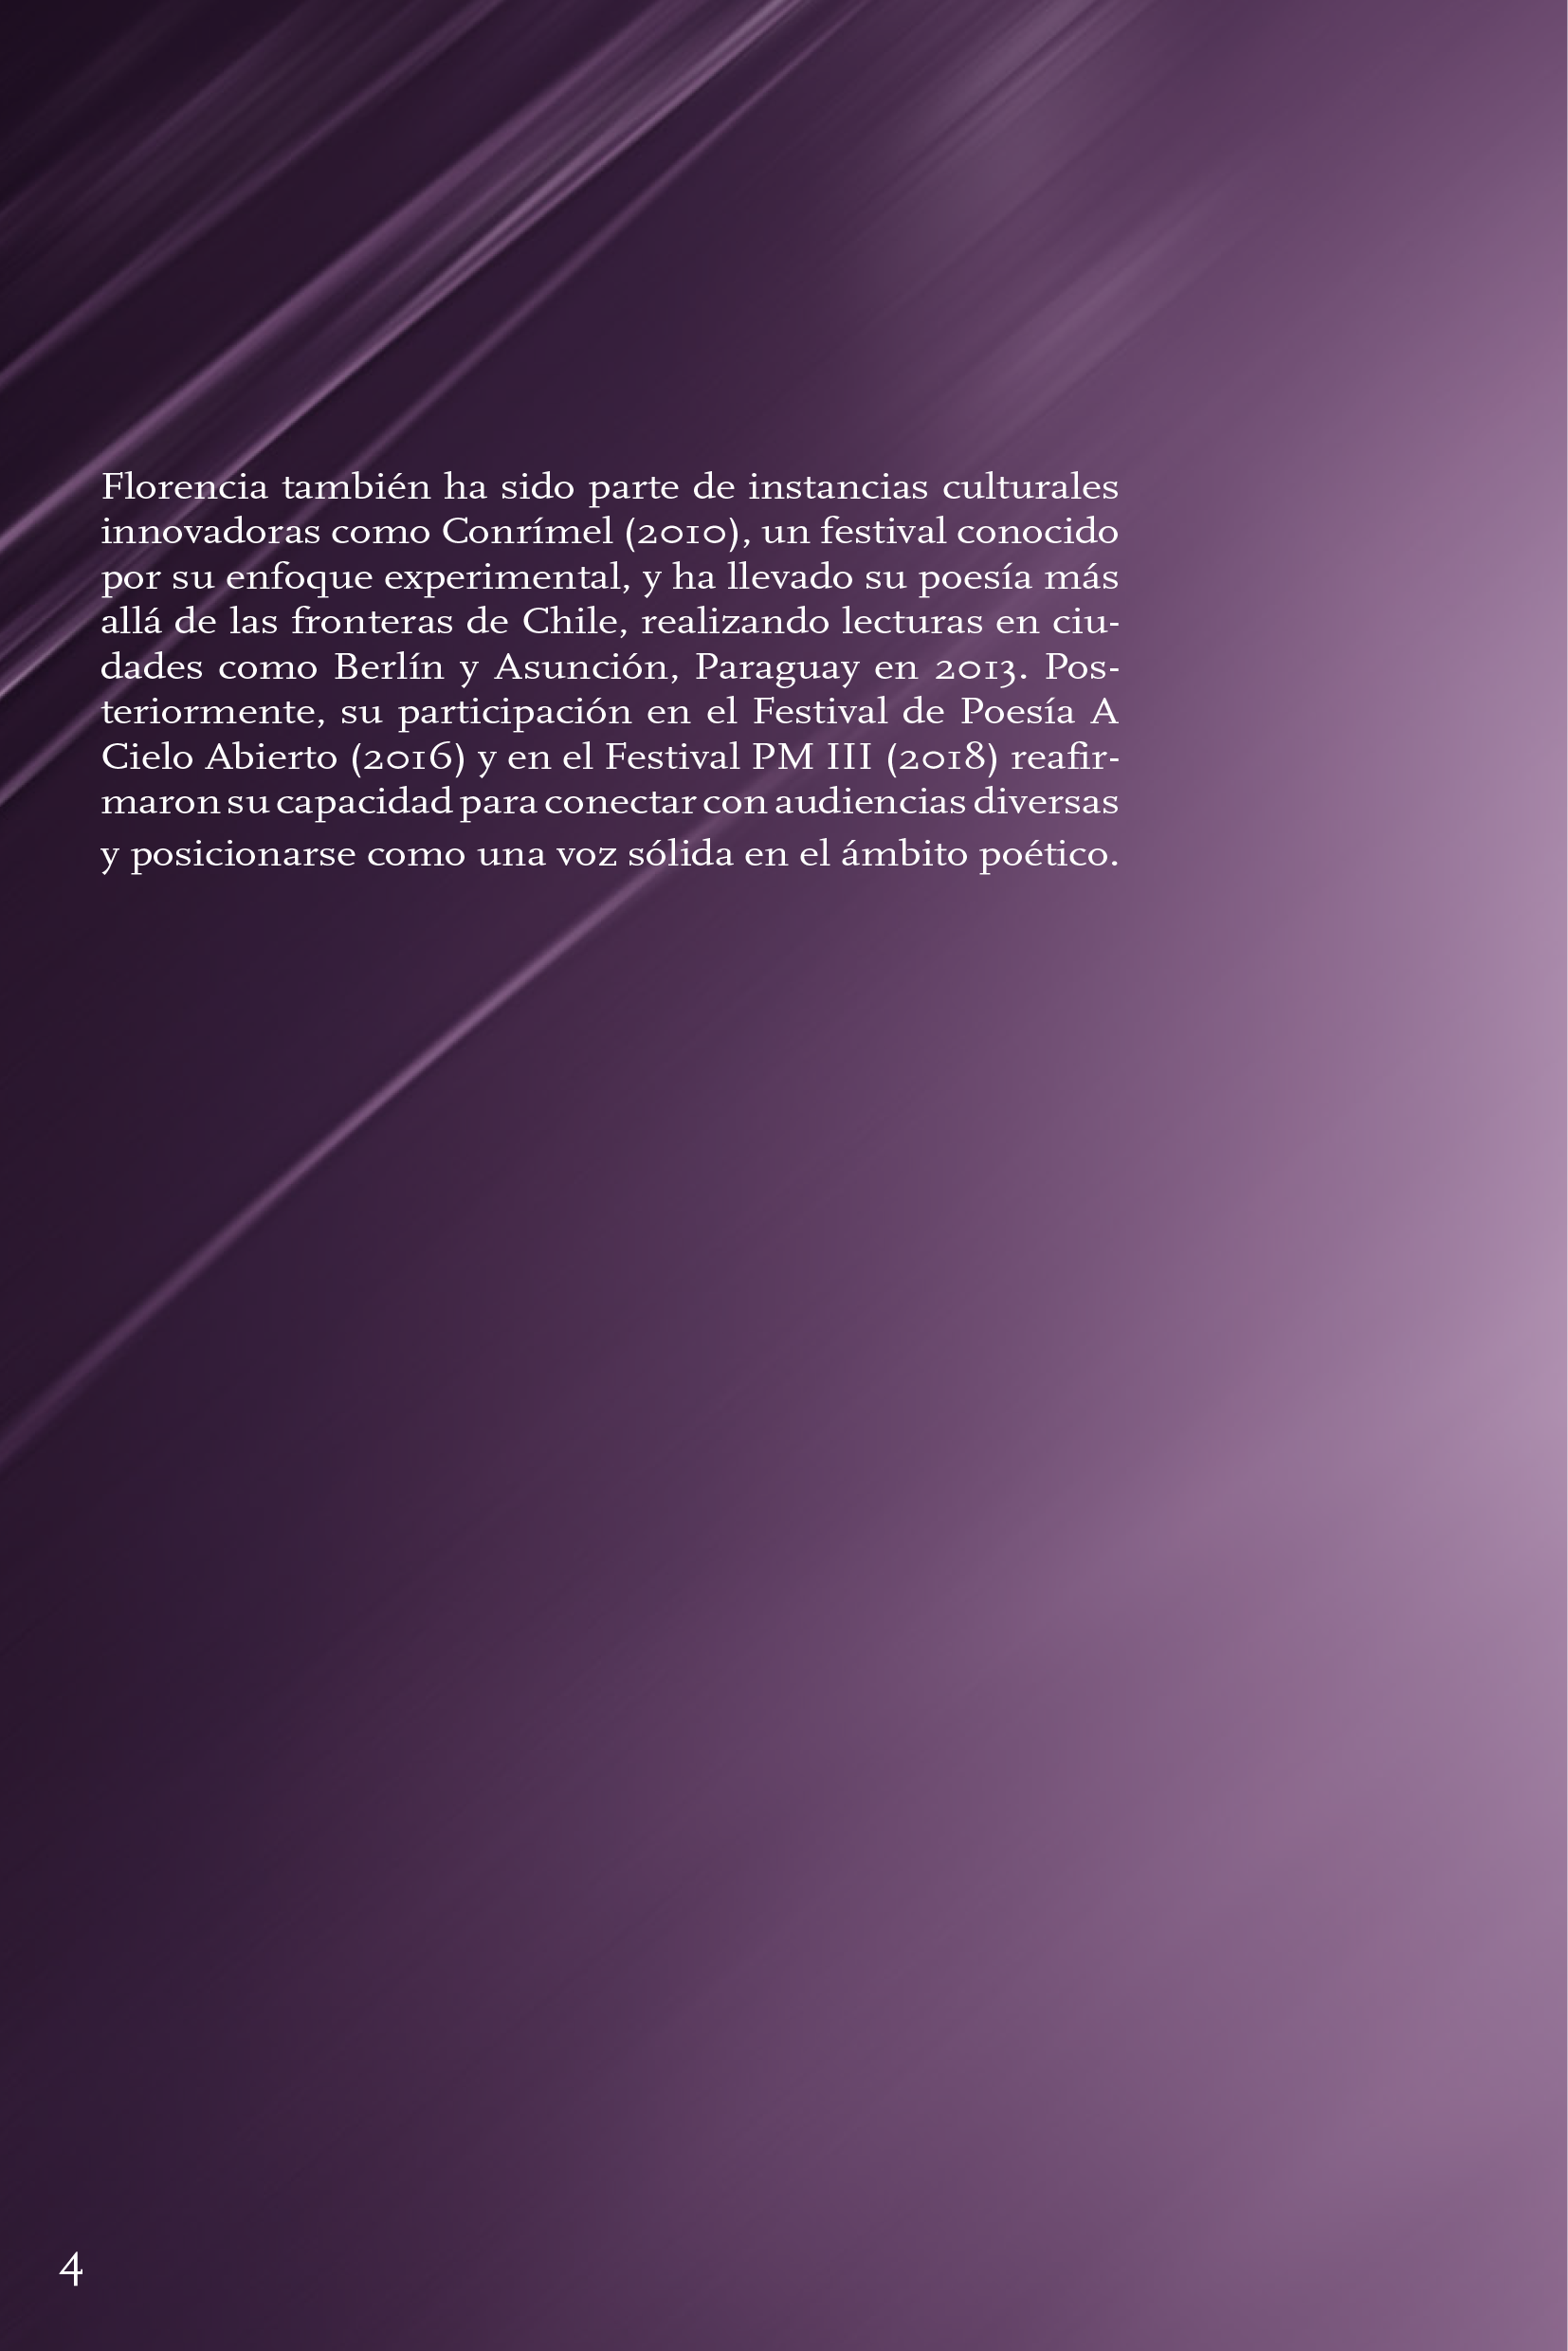 Florencia también ha sido parte de instancias culturales
innovadoras como Conrímel (2010), un festival conocido
por su enfoque experimental, y ha llevado su poesía más
allá de las fronteras de Chile, realizando lecturas en ciu-
dades como Berlín y Asunción, Paraguay en 2013. Pos-
teriormente, su participación en el Festival de Poesía A
Cielo Abierto (2016) y en el Festival PM III (2018) reafir-
maron su capacidad para conectar con audiencias diversas
y posicionarse como una voz sólida en el ámbito poético.
4